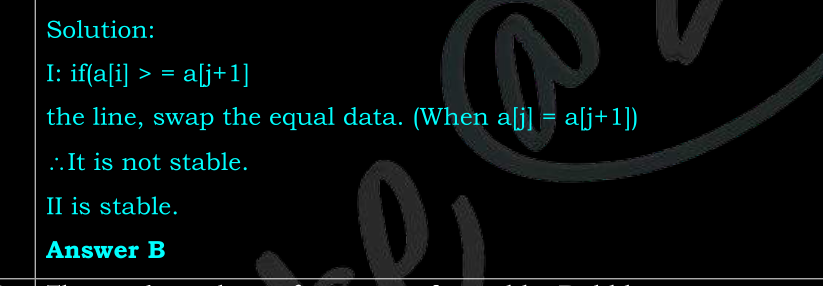 Solution:
I: if(a[i] > = a[j+1]
the line, swap the equal data. (When a[j] = a[j+1])
∴It is not stable.
II is stable.
Answer B